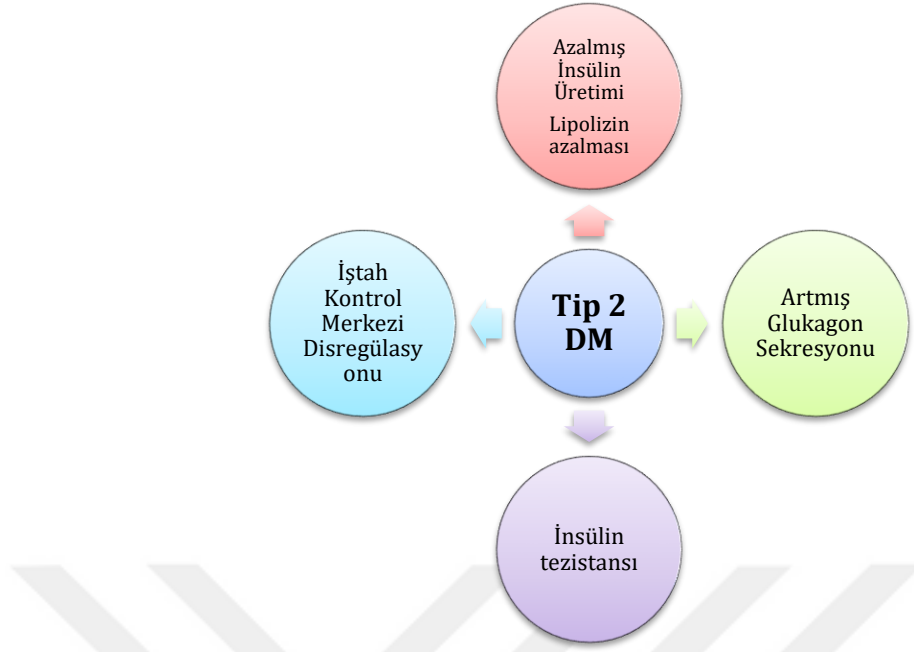 Azalmış
İnsülin
Üretimi
Lipolizin
azalması
İştah
Kontrol
Merkezi
Disregülasy
onu
Tip 2
DM
Artmış
Glukagon
Sekresyonu
İnsülin
tezistansı